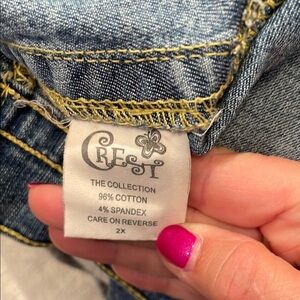 CREST
THE COLLECTION
96% COTTON
4% SPANDEX
CARE ON REVERSE
2X